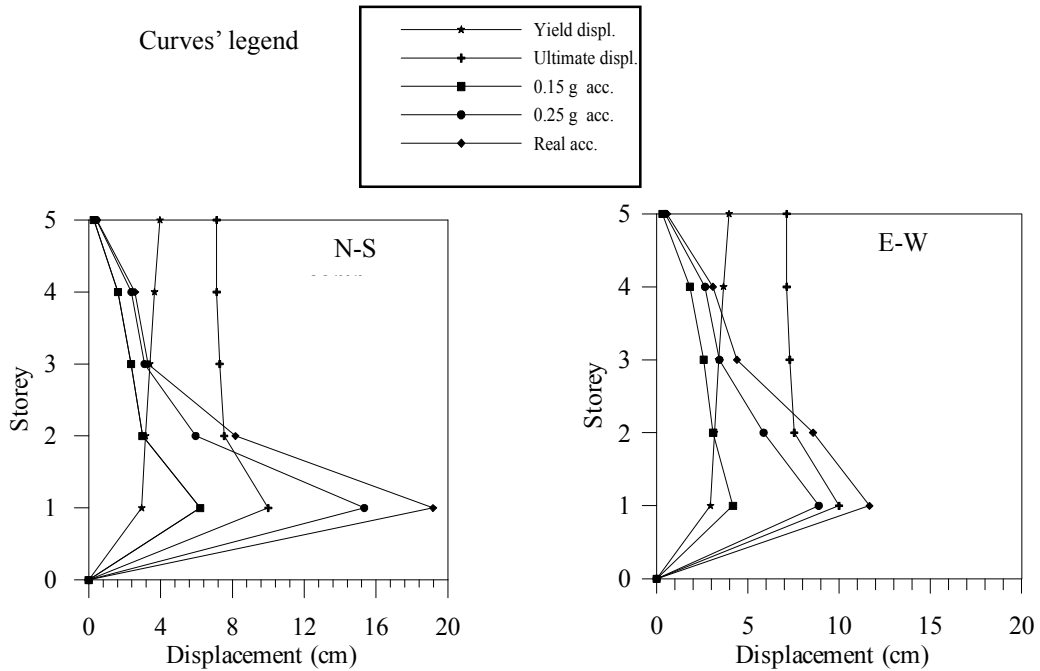 Curves’ legend
Yield displ.
Ultimate displ.
0.15 g acc.
0.25 g acc.
Real acc.
N-S
5
4
3
2
1
0
Storey
0 4 8 12 16 20
Displacement (cm)
E-W
5
4
3
2
1
0
Storey
0 5 10 15 20
Displacement (cm)